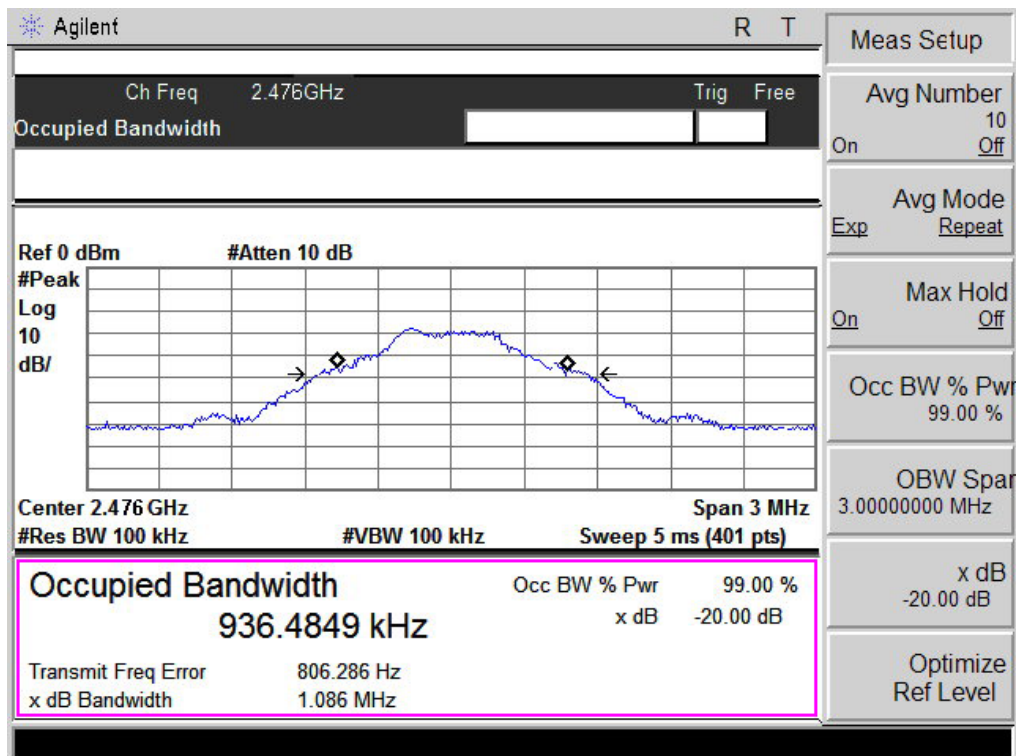 Agilent R T
Ch Freq 2.476GHz Trig Free
Occupied Bandwidth
Ref 0 dBm #Atten 10 dB
#Peak
Log
10
dB/
Center 2.476 GHz Span 3 MHz
#Res BW 100 kHz #VBW 100 kHz Sweep 5 ms (401 pts)
Occupied Bandwidth Occ BW % Pwr 99.00 %
936.4849 kHz x dB -20.00 dB
Transmit Freq Error 806.286 Hz
x dB Bandwidth 1.086 MHz
Meas Setup
Avg Number
10
On Off
Avg Mode
Exp Repeat
Max Hold
On Off
Occ BW % Pwr
99.00 %
OBW Span
3.00000000 MHz
x dB
-20.00 dB
Optimize
Ref Level